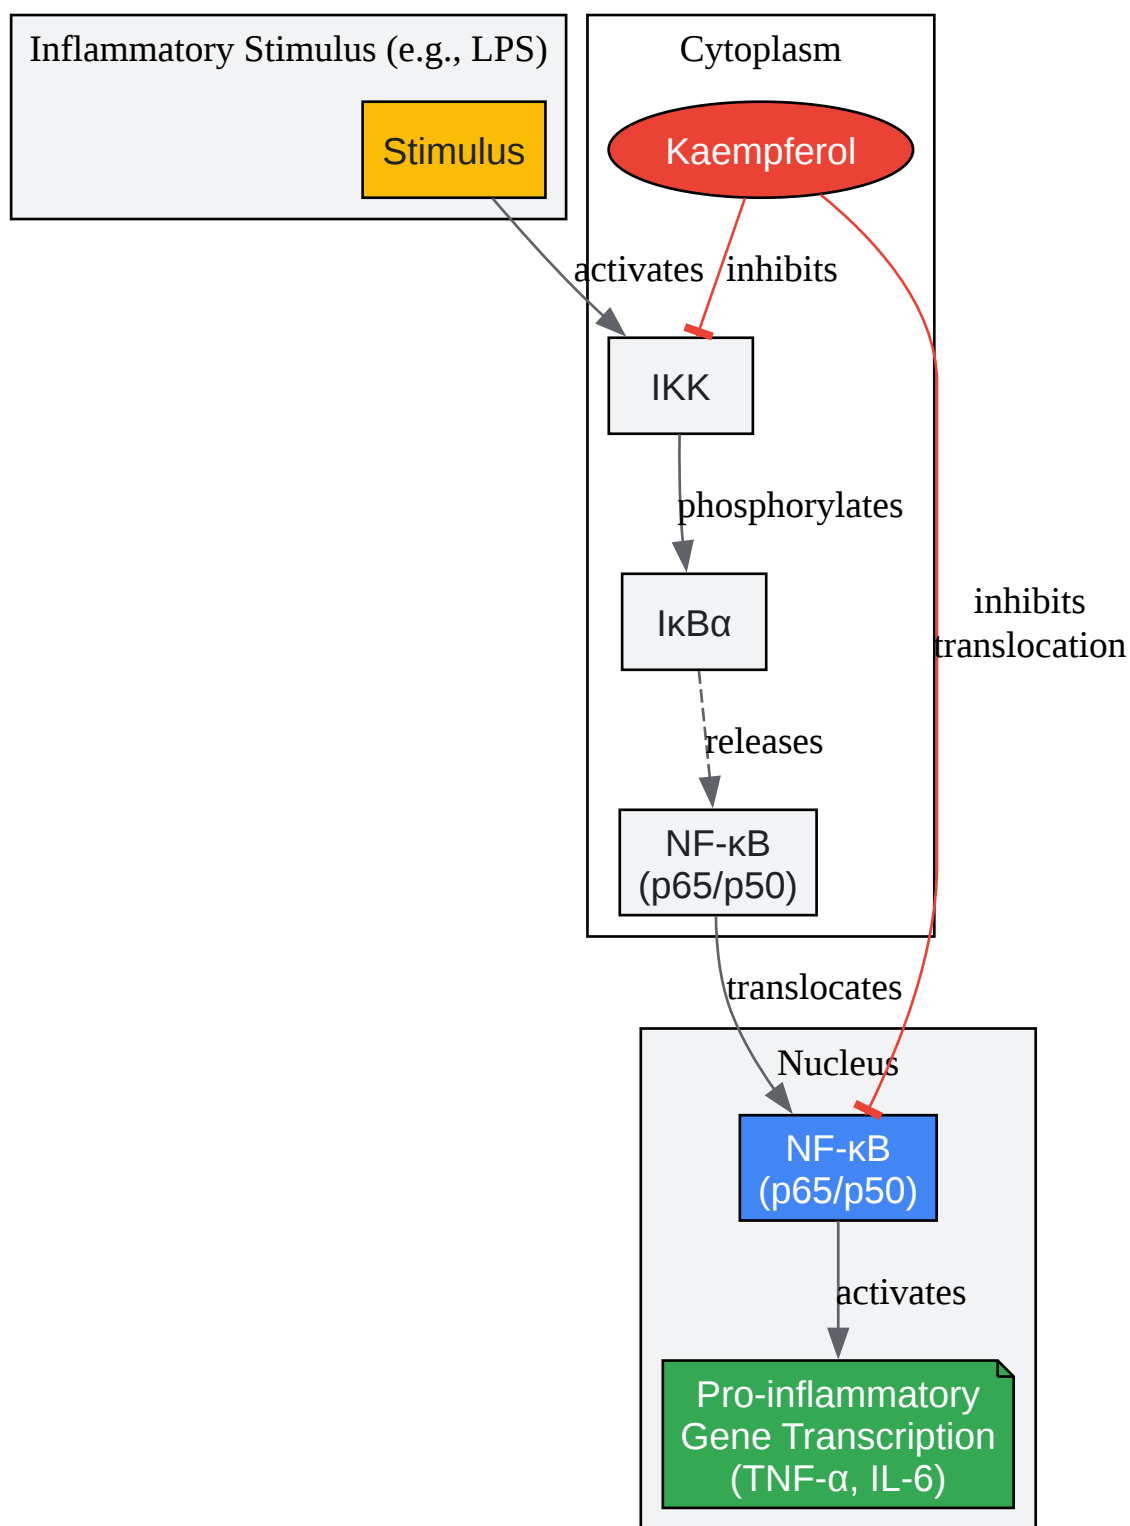 Inflammatory Stimulus (e.g., LPS)
Cytoplasm
Stimulus
Kaempferol
activates
inhibits
IKK
phosphorylates
IκBα
inhibits
translocation
releases
NF-κB
(p65/p50)
translocates
Nucleus
NF-κB
(p65/p50)
activates
Pro-inflammatory
Gene Transcription
(TNF-α, IL-6)